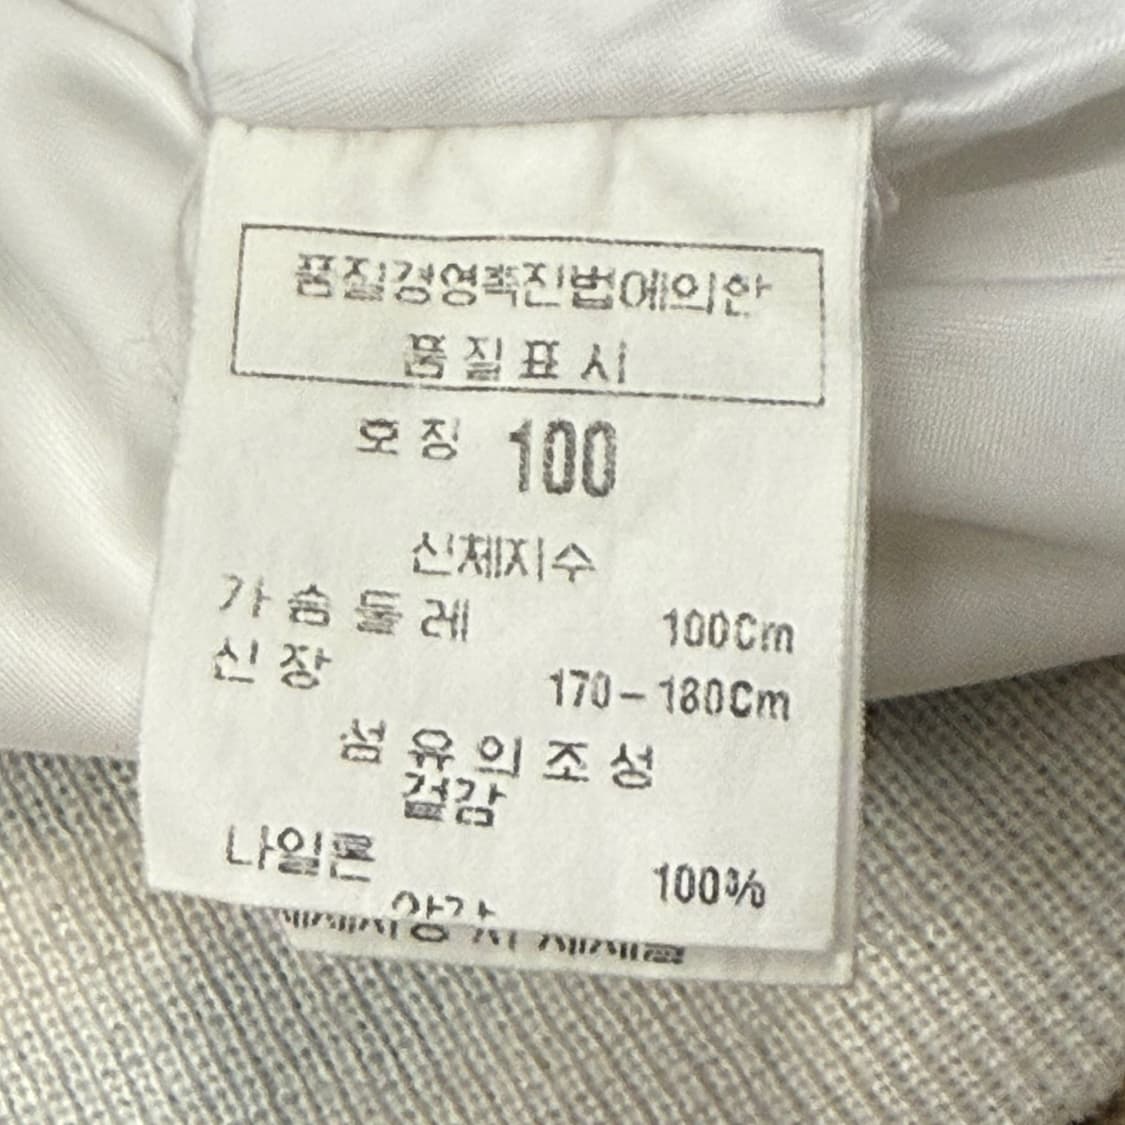 품질경영촉진법에의한
품질표시
호칭 100
신체지수
가슴둘레 100Cm
신장 170-180Cm
섬유의조성
겉감
나일론 100%